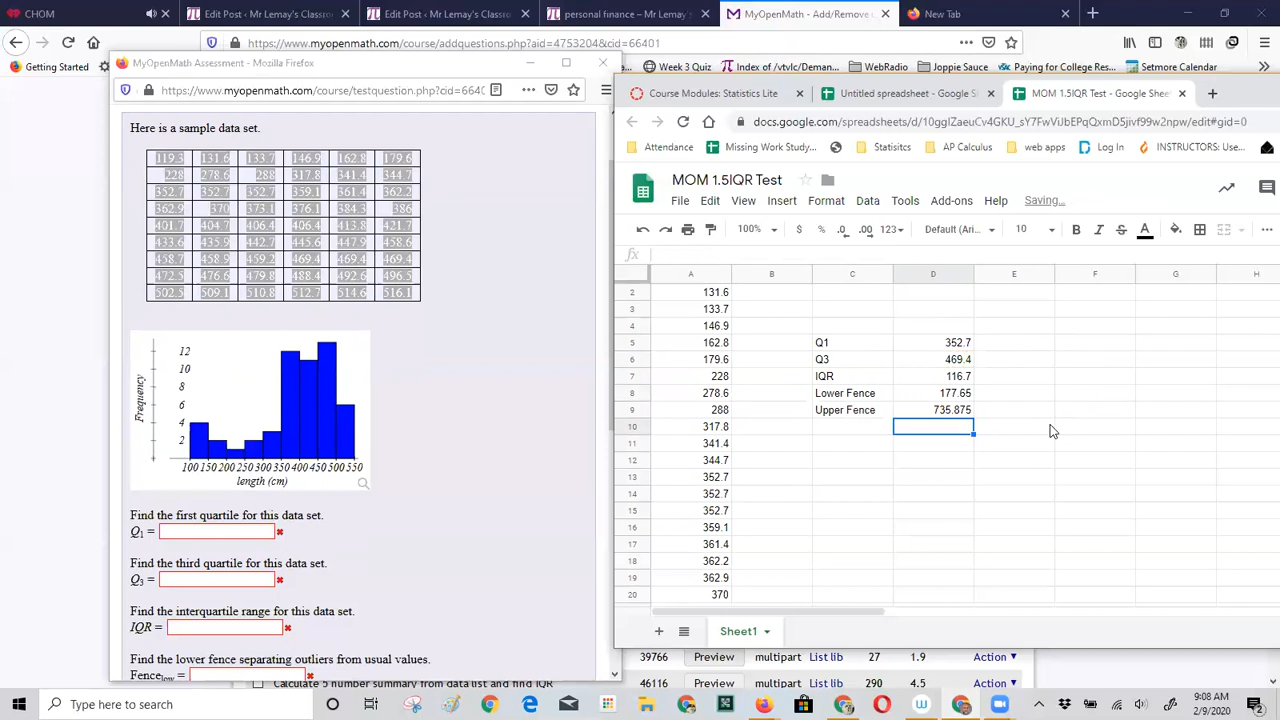 CHOM
Edit Post ‹ Mr Lemay's Classro
Edit Post ‹ Mr Lemay's Classro
personal finance – Mr Lemay's
MyOpenMath - Add/Remove
New Tab
https://www.myopenmath.com/course/addquestions.php?aid=4753204&cid=66401
Getting Started
Week 3 Quiz
Index of /vtvlc/Deman...
WebRadio
Joppie Sauce
Paying for College Res...
Setmore Calendar
MyOpenMath Assessment - Mozilla Firefox
https://www.myopenmath.com/course/testquestion.php?cid=6640
Here is a sample data set.
119.3 131.6 133.7 146.9 162.8 179.6
228 278.6 288 317.8 341.4 344.7
352.7 352.7 352.7 359.1 361.4 362.2
362.9 370 373.1 376.1 384.3 386
401.7 404.7 406.4 406.4 413.8 421.7
433.6 435.9 442.7 445.6 447.9 458.6
458.7 458.9 459.2 469.4 469.4 469.4
472.5 476.6 479.8 488.4 492.6 496.5
502.5 509.1 510.8 512.7 514.6 516.1
Frequency
12
10
8
6
4
2
100 150 200 250 300 350 400 450 500 550
length (cm)
Find the first quartile for this data set.
Q1 =
Find the third quartile for this data set.
Q3 =
Find the interquartile range for this data set.
IQR =
Find the lower fence separating outliers from usual values.
Fencelow =
Calculate 5 number summary from data list and find IQR
Course Modules: Statistics Lite
Untitled spreadsheet - Google S
MOM 1.5IQR Test - Google Shee
docs.google.com/spreadsheets/d/10ggIZaeuCv4GKU_sY7FwViJbEPqQxmD5jivf99w2npw/edit#gid=0
Attendance
Missing Work Study...
Statisitcs
AP Calculus
web apps
Log In
INSTRUCTORS: USE...
MOM 1.5IQR Test
File Edit View Insert Format Data Tools Add-ons Help Saving...
100% $ % .0 .00 123 Default (Ari... 10 B I S A
fx
A B C D E F G H
2 131.6
3 133.7
4 146.9
5 162.8 Q1 352.7
6 179.6 Q3 469.4
7 228 IQR 116.7
8 278.6 Lower Fence 177.65
9 288 Upper Fence 735.875
10 317.8
11 341.4
12 344.7
13 352.7
14 352.7
15 352.7
16 359.1
17 361.4
18 362.2
19 362.9
20 370
Sheet1
39766 Preview multipart List lib 27 1.9 Action
46116 Preview multipart List lib 290 4.5 Action
Type here to search
9:08 AM
2/9/2020
2